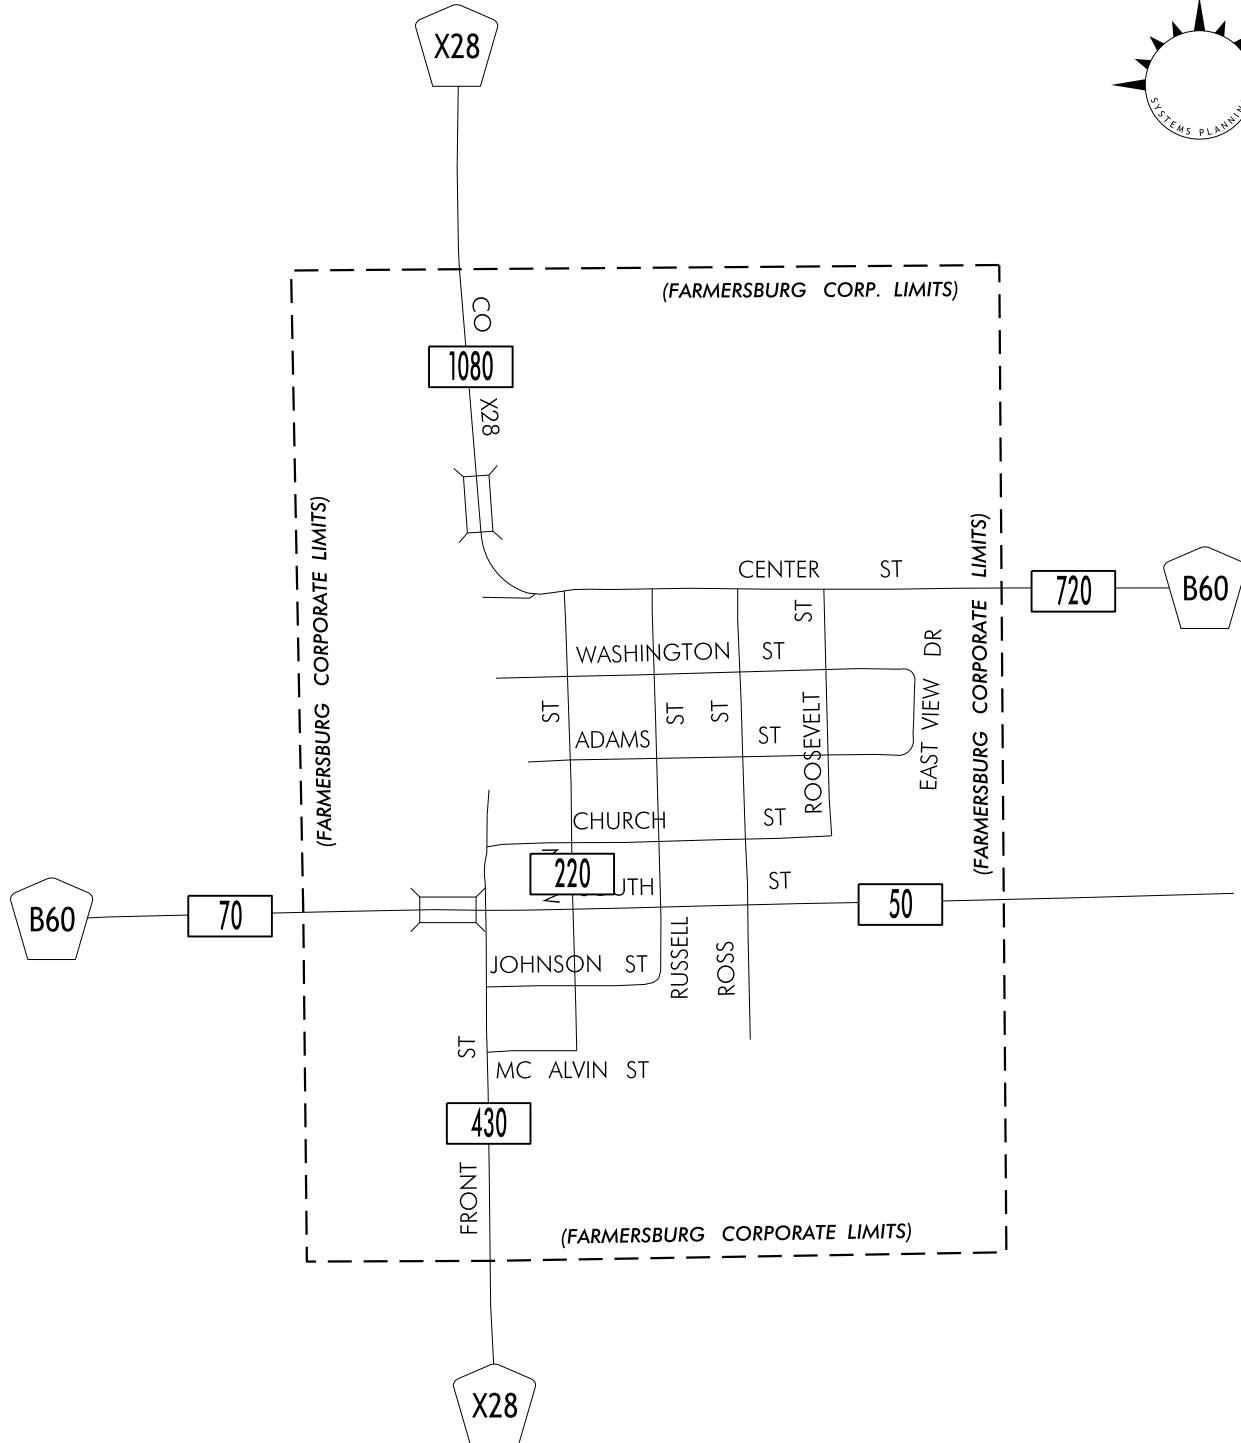 X28
SYSTEMS PLANNIN
(FARMERSBURG CORP. LIMITS)
CO
1080
X28
(FARMERSBURG CORPORATE LIMITS)
(FARMERSBURG CORPORATE LIMITS)
CENTER ST
720
B60
ST
WASHINGTON ST
EAST VIEW DR
ST
ST
ST
ROOSEVELT
ADAMS ST
CHURCH ST
220
UTH ST
B60
70
50
RUSSELL
ROSS
JOHNSON ST
ST
MC ALVIN ST
430
FRONT
(FARMERSBURG CORPORATE LIMITS)
X28